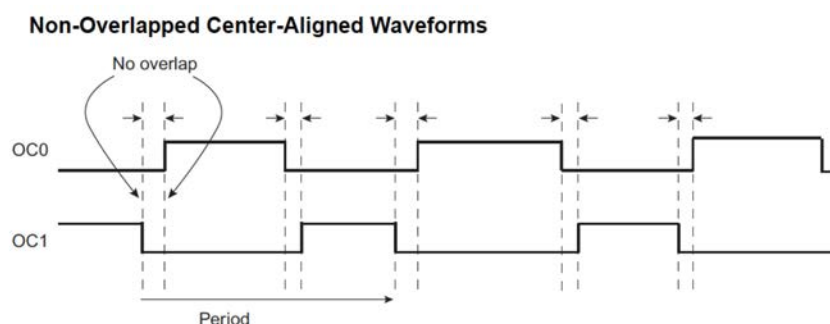 Non-Overlapped Center-Aligned Waveforms
No overlap
OC0
OC1
Period